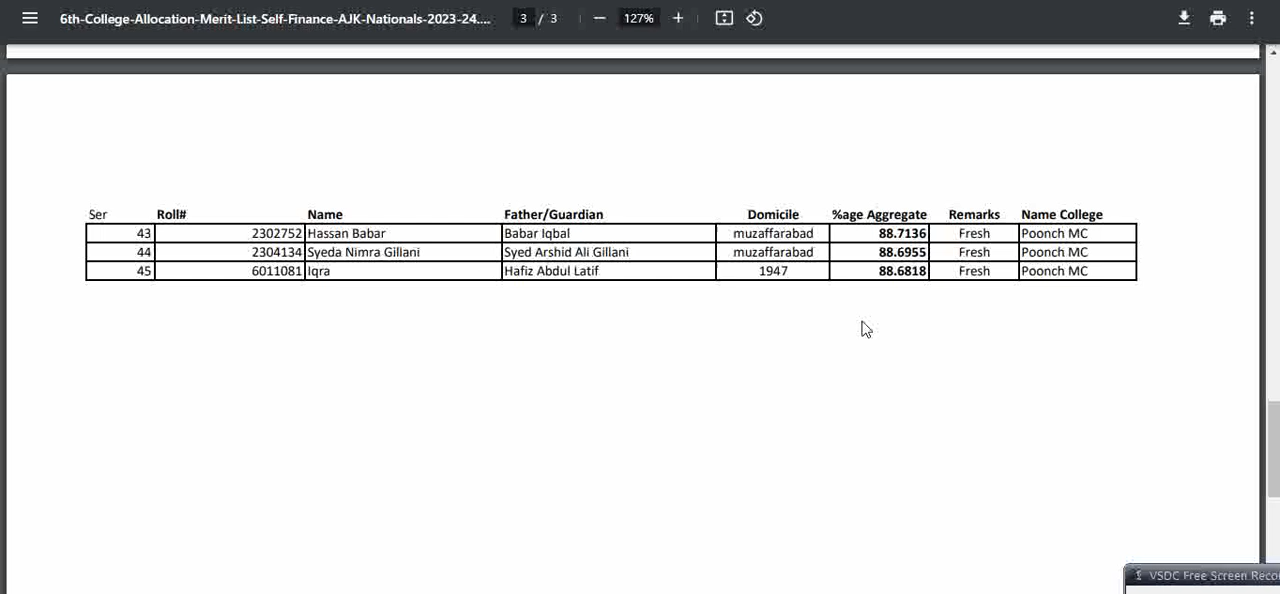 6th-College-Allocation-Merit-List-Self-Finance-AJK-Nationals-2023-24....
3 / 3
127%
Ser Roll# Name Father/Guardian Domicile %age Aggregate Remarks Name College
43 2302752 Hassan Babar Babar Iqbal muzaffarabad 88.7136 Fresh Poonch MC
44 2304134 Syeda Nimra Gillani Syed Arshid Ali Gillani muzaffarabad 88.6955 Fresh Poonch MC
45 6011081 Iqra Hafiz Abdul Latif 1947 88.6818 Fresh Poonch MC
VSDC Free Screen Reco